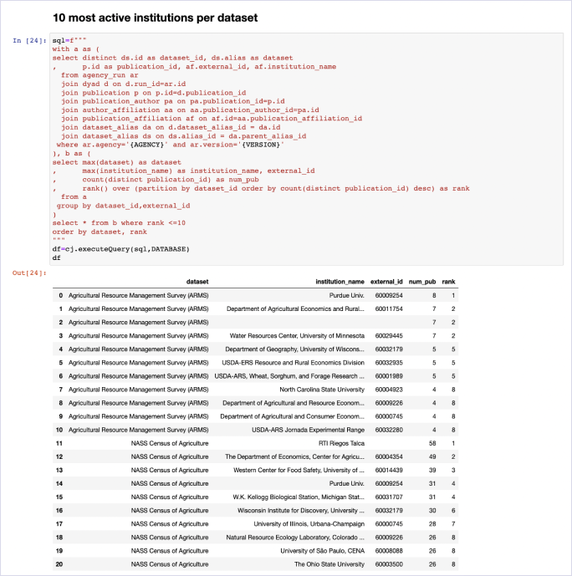 10 most active institutions per dataset
In [24]: sql=f"""
with a as (
select distinct ds.id as dataset_id, ds.alias as dataset
, p.id as publication_id, af.external_id, af.institution_name
from agency_run ar
join dyad d on d.run_id=ar.id
join publication p on p.id=d.publication_id
join publication_author pa on pa.publication_id=p.id
join author_affiliation aa on aa.publication_author_id=pa.id
join publication_affiliation af on af.id=aa.publication_affiliation_id
join dataset_alias da on d.dataset_alias_id = da.id
join dataset_alias ds on ds.alias_id = da.parent_alias_id
where ar.agency='{AGENCY}' and ar.version='{VERSION}'
), b as (
select max(dataset) as dataset
, max(institution_name) as institution_name, external_id
, count(distinct publication_id) as num_pub
, rank() over (partition by dataset_id order by count(distinct publication_id) desc) as rank
from a
group by dataset_id,external_id
)
select * from b where rank <=10
order by dataset, rank
"""
df=cj.executeQuery(sql,DATABASE)
df
Out[24]:
dataset institution_name external_id num_pub rank
0 Agricultural Resource Management Survey (ARMS) Purdue Univ. 60009254 8 1
1 Agricultural Resource Management Survey (ARMS) Department of Agricultural Economics and Rural... 60011754 7 2
2 Agricultural Resource Management Survey (ARMS) 7 2
3 Agricultural Resource Management Survey (ARMS) Water Resources Center, University of Minnesota 60029445 7 2
4 Agricultural Resource Management Survey (ARMS) Department of Geography, University of Wiscons... 60032179 5 5
5 Agricultural Resource Management Survey (ARMS) USDA-ERS Resource and Rural Economics Division 60032935 5 5
6 Agricultural Resource Management Survey (ARMS) USDA-ARS, Wheat, Sorghum, and Forage Research ... 60001989 5 5
7 Agricultural Resource Management Survey (ARMS) North Carolina State University 60004923 4 8
8 Agricultural Resource Management Survey (ARMS) Department of Agricultural and Resource Econom... 60009226 4 8
9 Agricultural Resource Management Survey (ARMS) Department of Agricultural and Consumer Econom... 60000745 4 8
10 Agricultural Resource Management Survey (ARMS) USDA-ARS Jornada Experimental Range 60032280 4 8
11 NASS Census of Agriculture RTI Riegos Talca 58 1
12 NASS Census of Agriculture The Department of Economics, Center for Agricu... 60004354 49 2
13 NASS Census of Agriculture Western Center for Food Safety, University of ... 60014439 39 3
14 NASS Census of Agriculture Purdue Univ. 60009254 31 4
15 NASS Census of Agriculture W.K. Kellogg Biological Station, Michigan Stat... 60031707 31 4
16 NASS Census of Agriculture Wisconsin Institute for Discovery, University ... 60032179 30 6
17 NASS Census of Agriculture University of Illinois, Urbana-Champaign 60000745 28 7
18 NASS Census of Agriculture Natural Resource Ecology Laboratory, Colorado ... 60009226 26 8
19 NASS Census of Agriculture University of São Paulo, CENA 60008088 26 8
20 NASS Census of Agriculture The Ohio State University 60003500 26 8